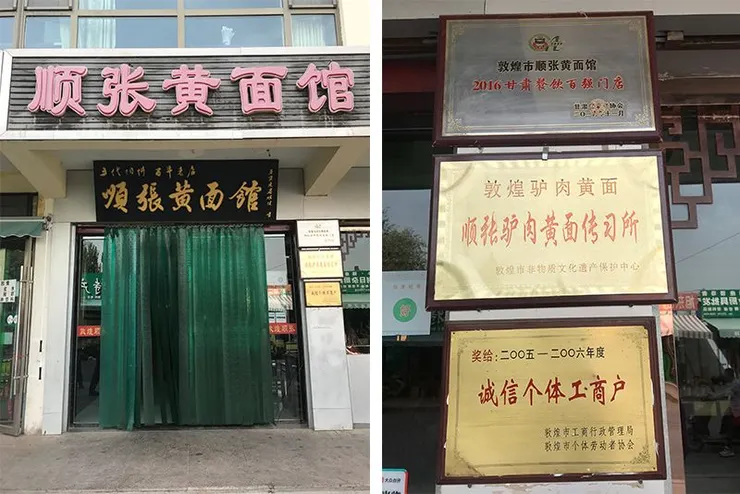 顺张黄面馆
五代相传 百年老店
順張黄面館
敦煌市顺张黄面馆
2016甘肃餐饮百强门店
敦煌驴肉黄面
顺张驴肉黄面传习所
敦煌市非物质文化遗产保护中心
奖给:二〇〇五—二〇〇六年度
诚信个体工商户
敦煌市工商行政管理局
敦煌市个体劳动者协会